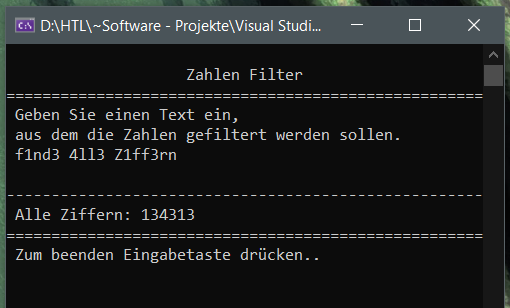 D:\HTL\~Software - Projekte\Visual Studi...
Zahlen Filter
=====================================================
Geben Sie einen Text ein,
aus dem die Zahlen gefiltert werden sollen.
f1nd3 4ll3 Z1ff3rn
-----------------------------------------------------
Alle Ziffern: 134313
=====================================================
Zum beenden Eingabetaste drücken..